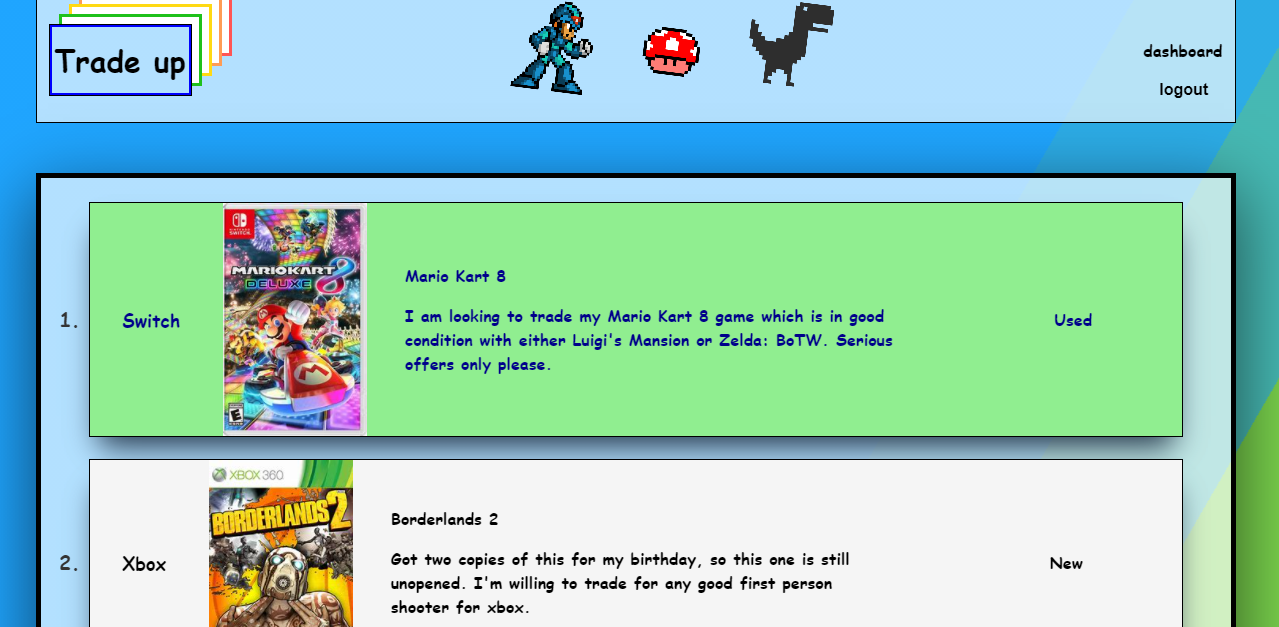 Trade up
dashboard
logout
1.
Switch
NINTENDO
SWITCH
MARIOKART 8
DELUXE
E
Mario Kart 8
I am looking to trade my Mario Kart 8 game which is in good
condition with either Luigi's Mansion or Zelda: BoTW. Serious
offers only please.
Used
2.
Xbox
XBOX 360
BORDERLANDS 2
Borderlands 2
Got two copies of this for my birthday, so this one is still
unopened. I'm willing to trade for any good first person
shooter for xbox.
New